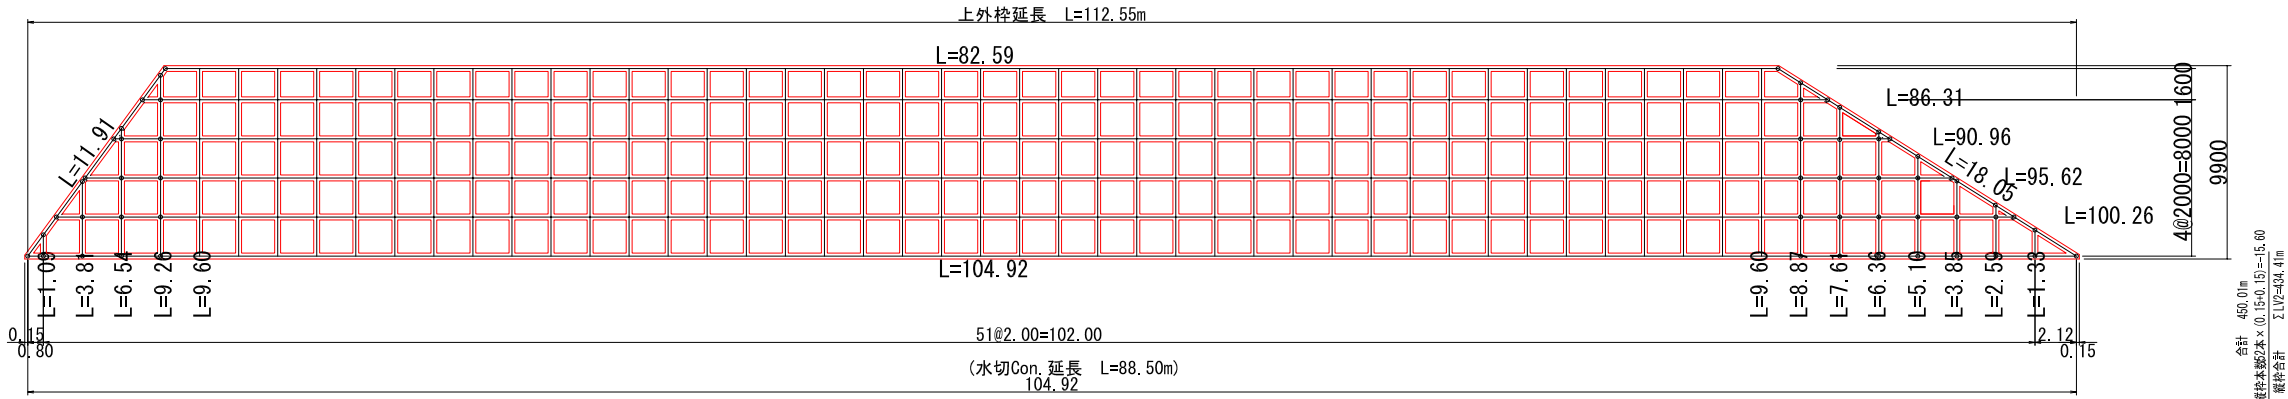 上外枠延長 L=112.55m
L=82.59
L=11.91
L=86.31
L=90.96
L=18.05
L=95.62
L=100.26
1600
4@2000=8000
9900
L=104.92
L=1.09
L=3.81
L=6.54
L=9.26
L=9.60
L=9.60
L=8.87
L=7.61
L=6.36
L=5.10
L=3.85
L=2.59
L=1.33
0.15
0.80
51@2.00=102.00
2.12
0.15
(水切Con.延長 L=88.50m)
104.92
合計 450.01m
縦枠本数52本×(0.15+0.15)=-15.60
縦枠合計 ΣLV2=434.41m